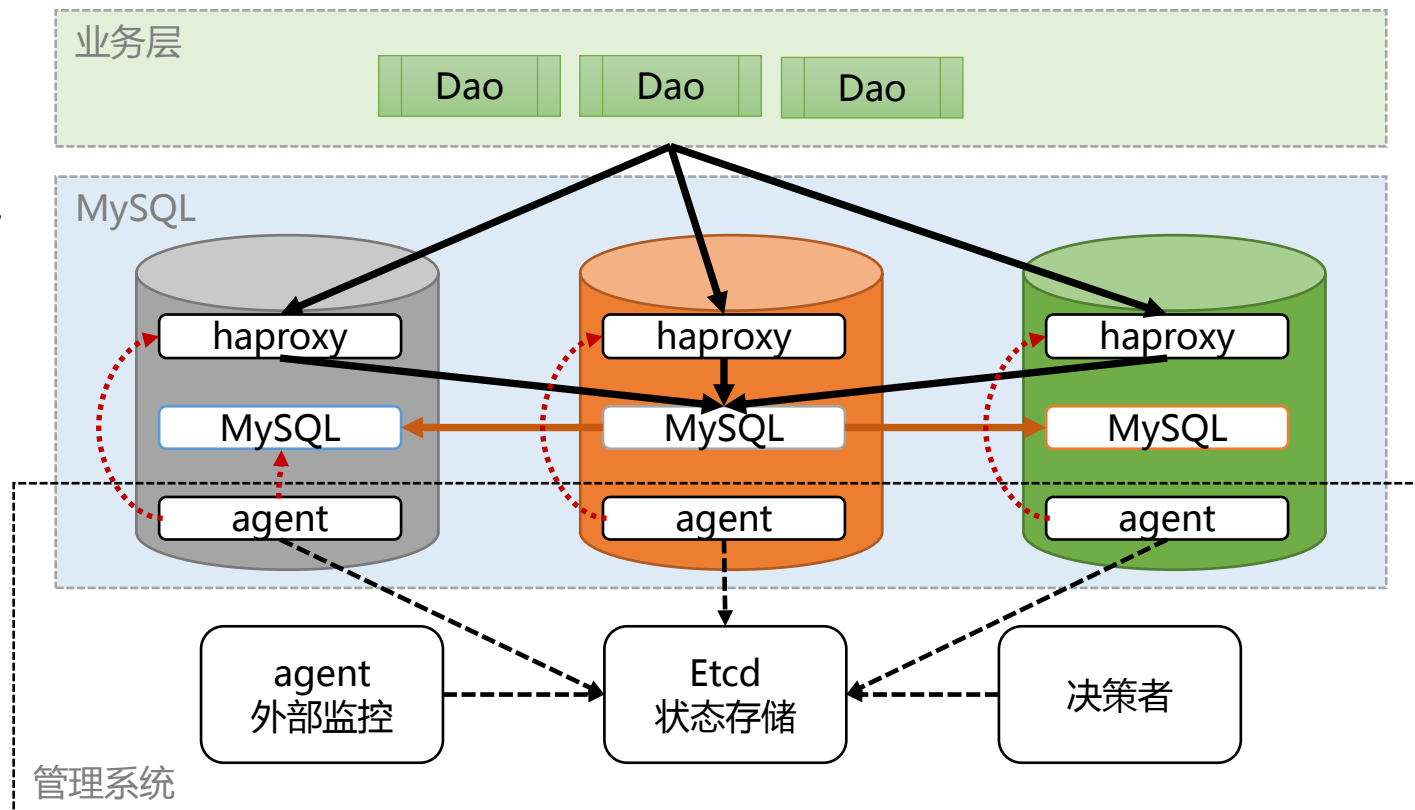 业务层
Dao
Dao
Dao
MySQL
haproxy
haproxy
haproxy
MySQL
MySQL
MySQL
agent
agent
agent
agent
外部监控
Etcd
状态存储
决策者
管理系统